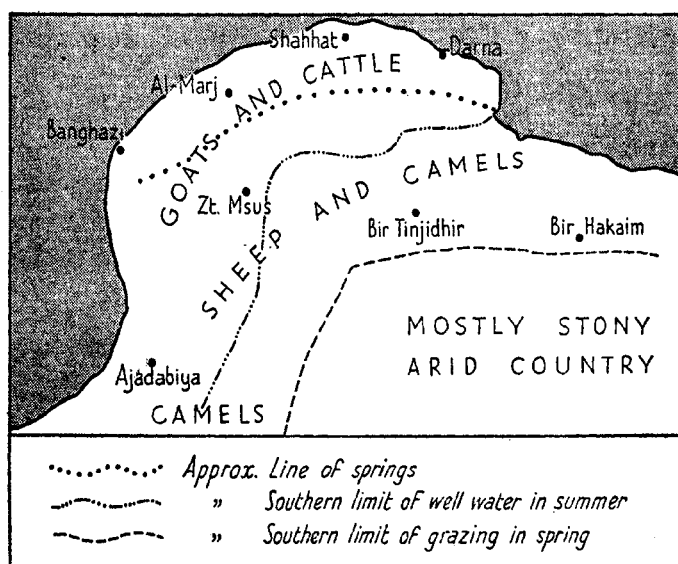 Shahhat
Darna
Al-Marj
GOATS AND CATTLE
Banghazi
Zt. Msus
SHEEP AND CAMELS
Bir Tinjidhir
Bir Hakaim
MOSTLY STONY
ARID COUNTRY
Ajadabiya
CAMELS
Approx. Line of springs
„ Southern limit of well water in summer
„ Southern limit of grazing in spring